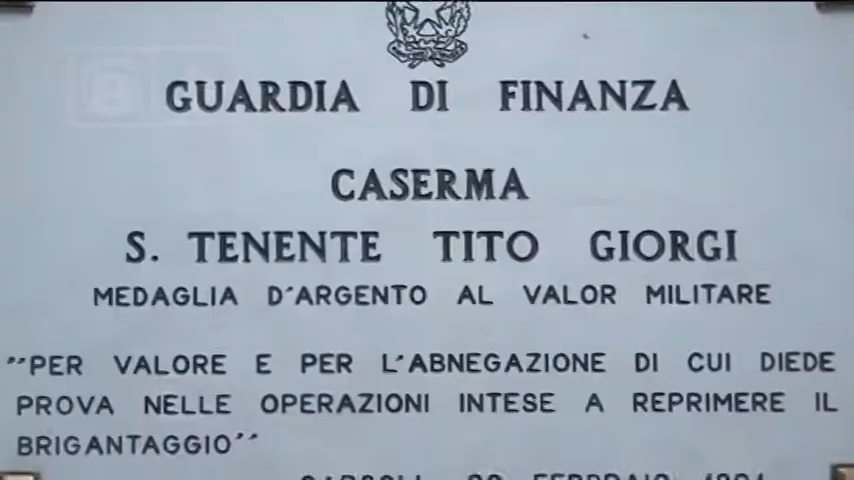 GUARDIA DI FINANZA
CASERMA
S. TENENTE TITO GIORGI
MEDAGLIA D'ARGENTO AL VALOR MILITARE
"PER VALORE E PER L'ABNEGAZIONE DI CUI DIEDE
PROVA NELLE OPERAZIONI INTESE A REPRIMERE IL
BRIGANTAGGIO"
FEBBRAIO